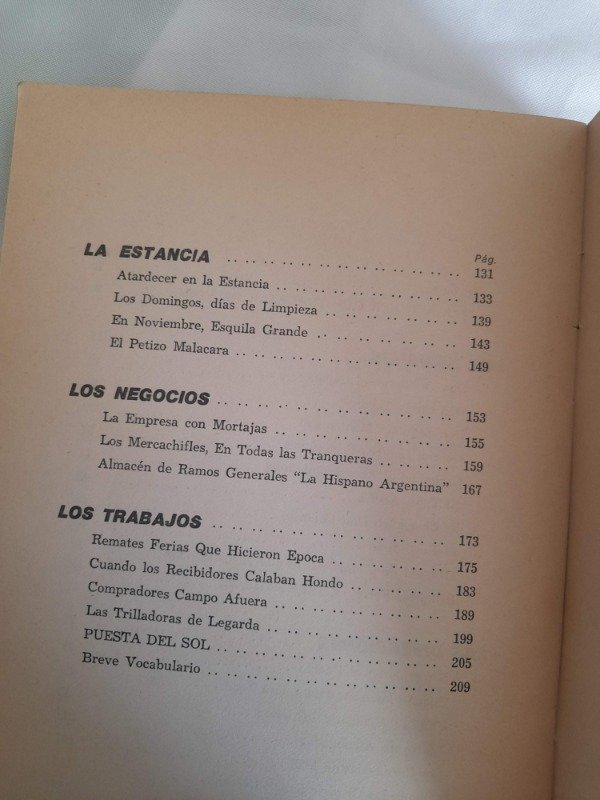 Pág.
LA ESTANCIA .. .. .. .. .. .. .. .. .. .. .. .. 131
Atardecer en la Estancia .. .. .. .. .. .. .. .. .. 133
Los Domingos, días de Limpieza .. .. .. .. .. .. .. 139
En Noviembre, Esquila Grande .. .. .. .. .. .. .. 143
El Petizo Malacara .. .. .. .. .. .. .. .. .. .. .. 149
LOS NEGOCIOS .. .. .. .. .. .. .. .. .. .. .. .. 153
La Empresa con Mortajas .. .. .. .. .. .. .. .. .. 155
Los Mercachifles, En Todas las Tranqueras .. .. .. .. 159
Almacén de Ramos Generales "La Hispano Argentina" 167
LOS TRABAJOS .. .. .. .. .. .. .. .. .. .. .. .. 173
Remates Ferias Que Hicieron Epoca .. .. .. .. .. .. 175
Cuando los Recibidores Calaban Hondo .. .. .. .. .. 183
Compradores Campo Afuera .. .. .. .. .. .. .. .. 189
Las Trilladoras de Legarda .. .. .. .. .. .. .. .. .. 199
PUESTA DEL SOL .. .. .. .. .. .. .. .. .. .. .. 205
Breve Vocabulario .. .. .. .. .. .. .. .. .. .. .. 209